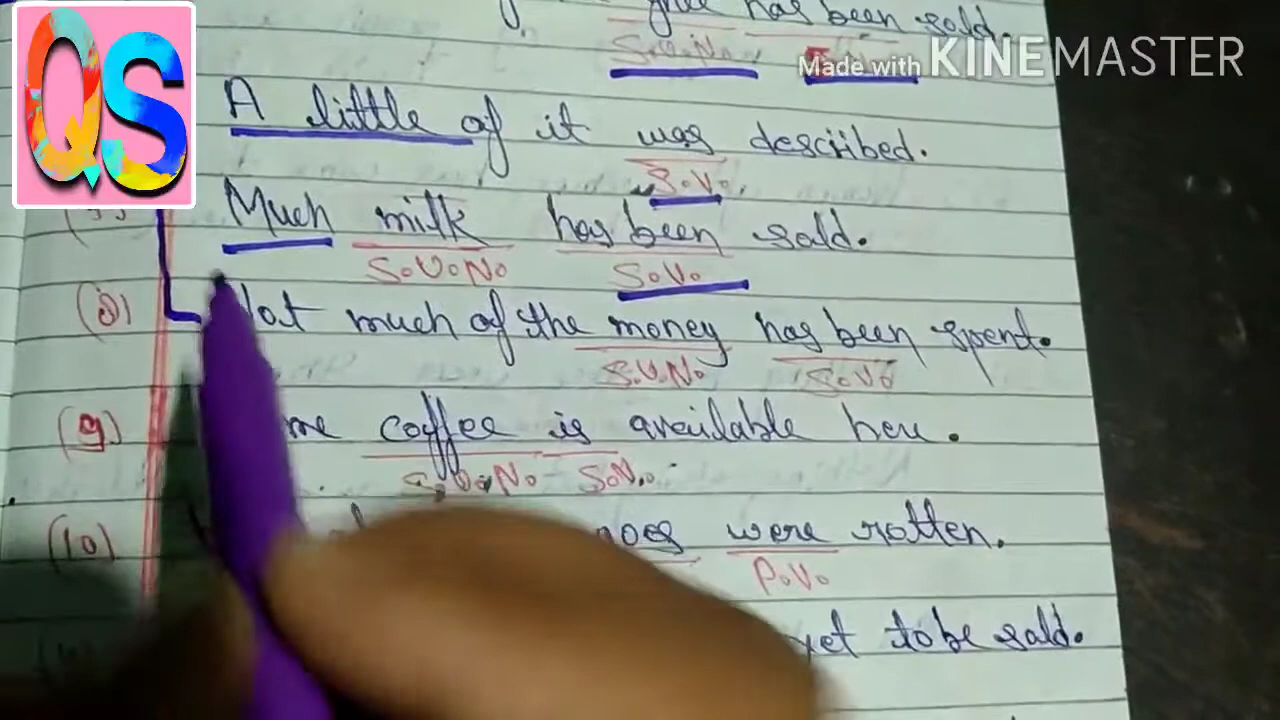 has been sold.
S.U.N.
Made with KINEMASTER
QS
A little of it was described.
S.V.
Much milk has been sold.
S.U.N. S.V.
(8) Not much of the money has been spent.
S.U.N. S.V.
(9) coffee is available here.
S.U.N. S.V.
(10) were rotten.
P.V.
yet to be sold.